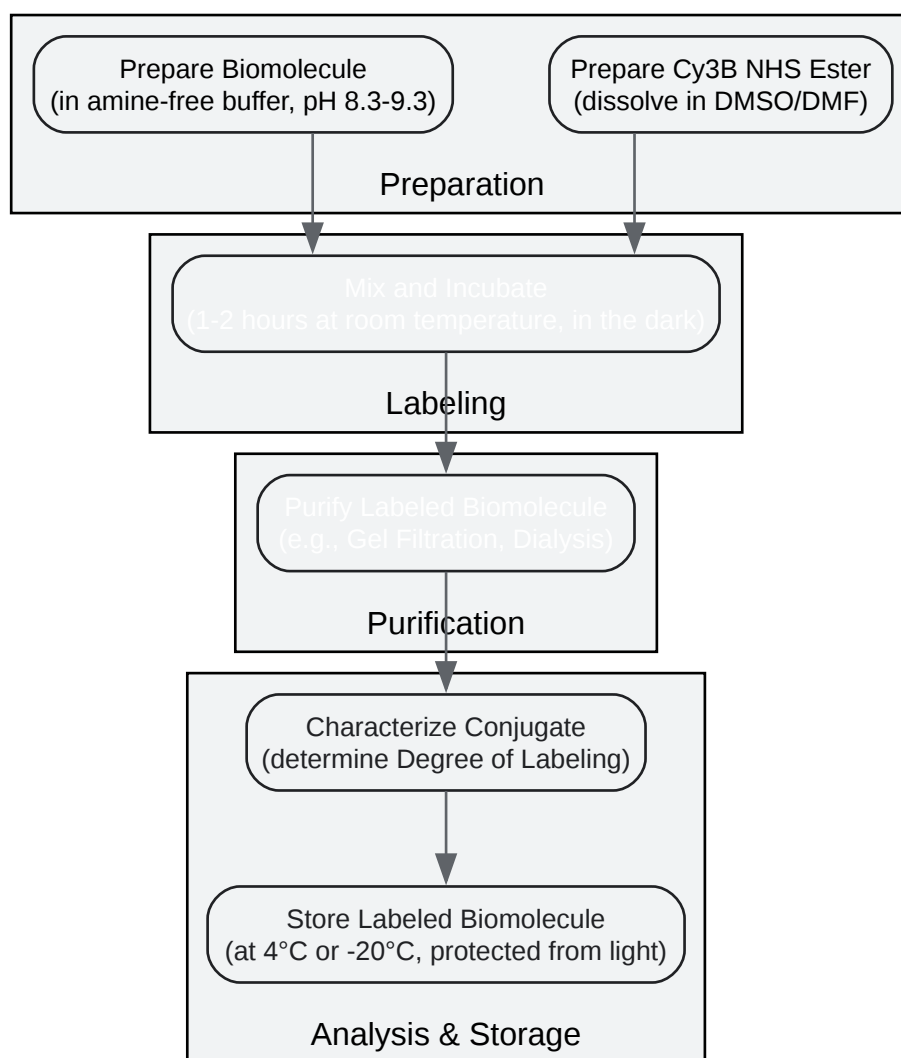 Prepare Biomolecule
(in amine-free buffer, pH 8.3-9.3)
Prepare Cy3B NHS Ester
(dissolve in DMSO/DMF)
Preparation
Mix and Incubate
(1-2 hours at room temperature, in the dark)
Labeling
Purify Labeled Biomolecule
(e.g., Gel Filtration, Dialysis)
Purification
Characterize Conjugate
(determine Degree of Labeling)
Store Labeled Biomolecule
(at 4°C or -20°C, protected from light)
Analysis & Storage